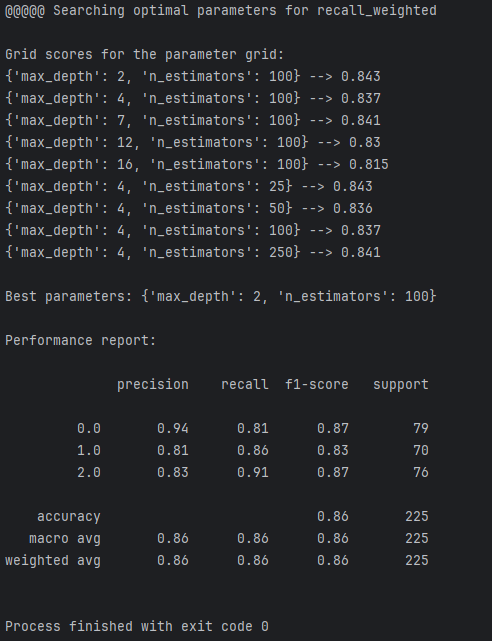 @@@@@ Searching optimal parameters for recall_weighted
Grid scores for the parameter grid:
{'max_depth': 2, 'n_estimators': 100} --> 0.843
{'max_depth': 4, 'n_estimators': 100} --> 0.837
{'max_depth': 7, 'n_estimators': 100} --> 0.841
{'max_depth': 12, 'n_estimators': 100} --> 0.83
{'max_depth': 16, 'n_estimators': 100} --> 0.815
{'max_depth': 4, 'n_estimators': 25} --> 0.843
{'max_depth': 4, 'n_estimators': 50} --> 0.836
{'max_depth': 4, 'n_estimators': 100} --> 0.837
{'max_depth': 4, 'n_estimators': 250} --> 0.841
Best parameters: {'max_depth': 2, 'n_estimators': 100}
Performance report:
precision recall f1-score support
0.0 0.94 0.81 0.87 79
1.0 0.81 0.86 0.83 70
2.0 0.83 0.91 0.87 76
accuracy 0.86 225
macro avg 0.86 0.86 0.86 225
weighted avg 0.86 0.86 0.86 225
Process finished with exit code 0